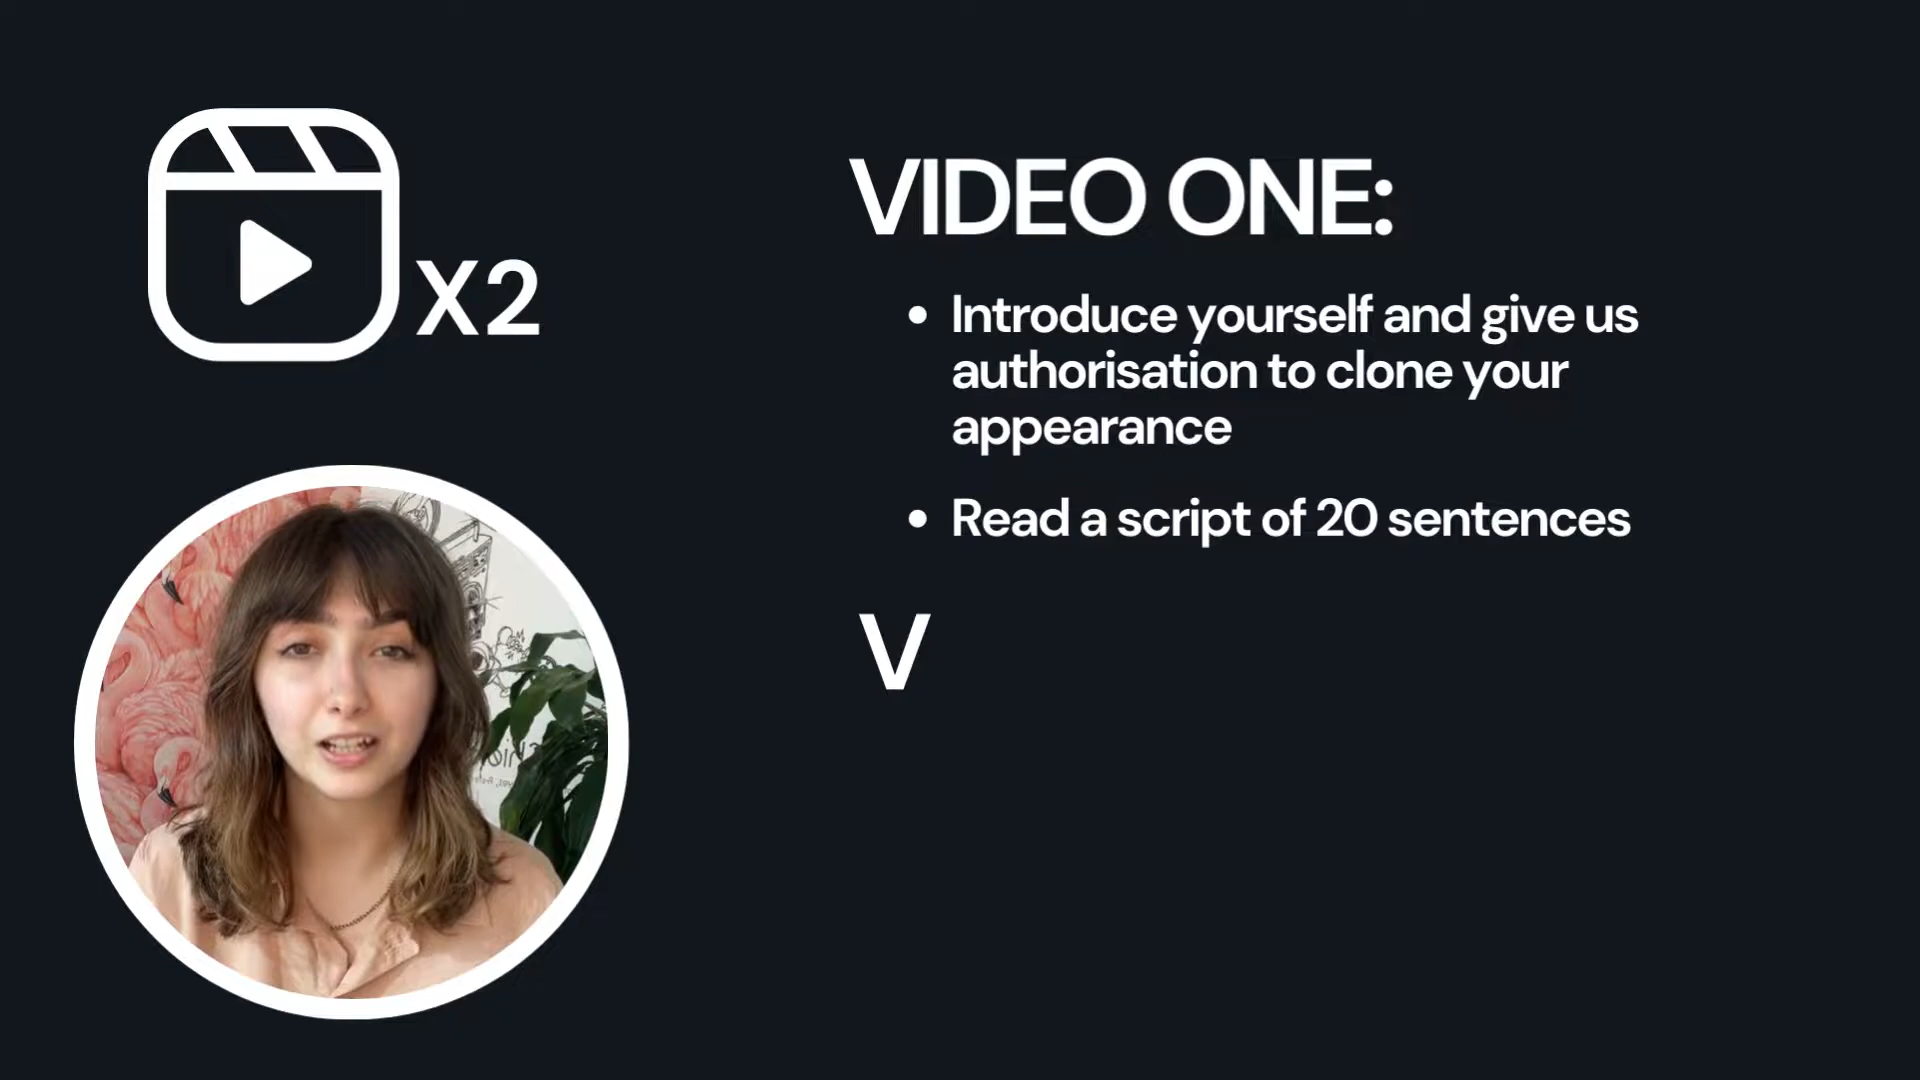 X2
VIDEO ONE:
• Introduce yourself and give us
authorisation to clone your
appearance
• Read a script of 20 sentences
V